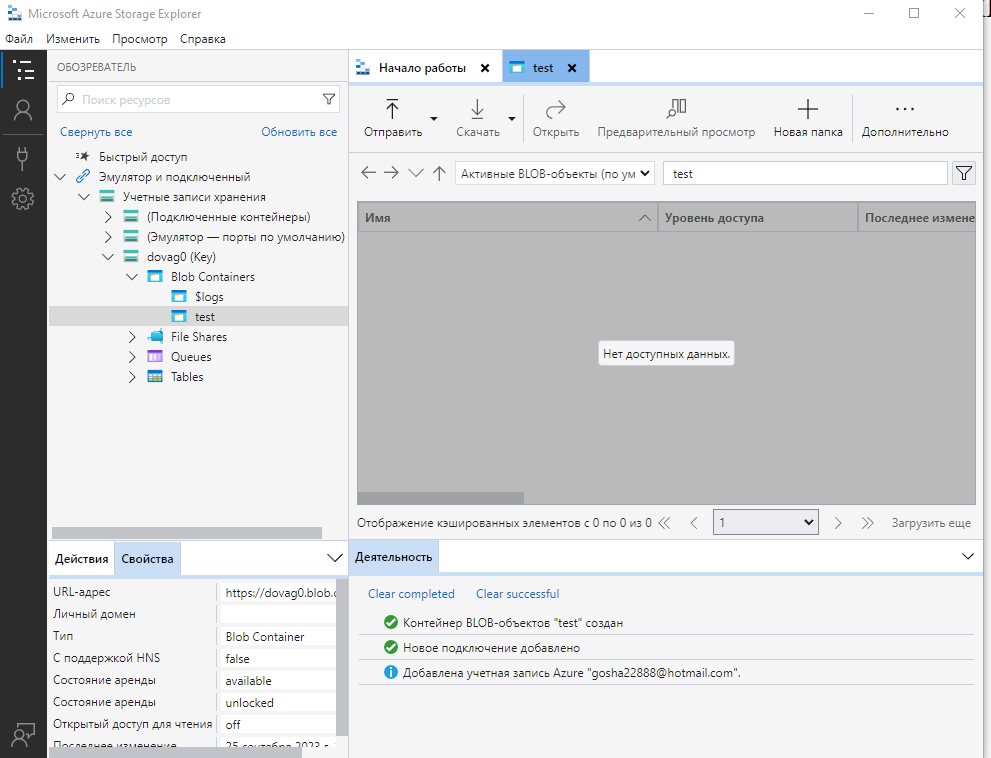 Microsoft Azure Storage Explorer
Файл Изменить Просмотр Справка
ОБОЗРЕВАТЕЛЬ
Поиск ресурсов
Свернуть все Обновить все
Быстрый доступ
Эмулятор и подключенный
Учетные записи хранения
(Подключенные контейнеры)
(Эмулятор — порты по умолчанию)
dovag0 (Key)
Blob Containers
$logs
test
File Shares
Queues
Tables
Действия Свойства
URL-адрес https://dovag0.blob.c
Личный домен
Тип Blob Container
С поддержкой HNS false
Состояние аренды available
Состояние аренды unlocked
Открытый доступ для чтения off
Последнее изменение 25 сентября 2023 г.
Начало работы test
Отправить Скачать Открыть Предварительный просмотр Новая папка Дополнительно
Активные BLOB-объекты (по ум test
Имя Уровень доступа Последнее измене
Нет доступных данных.
Отображение кэшированных элементов с 0 по 0 из 0 1 Загрузить еще
Деятельность
Clear completed Clear successful
Контейнер BLOB-объектов "test" создан
Новое подключение добавлено
Добавлена учетная запись Azure "gosha22888@hotmail.com".